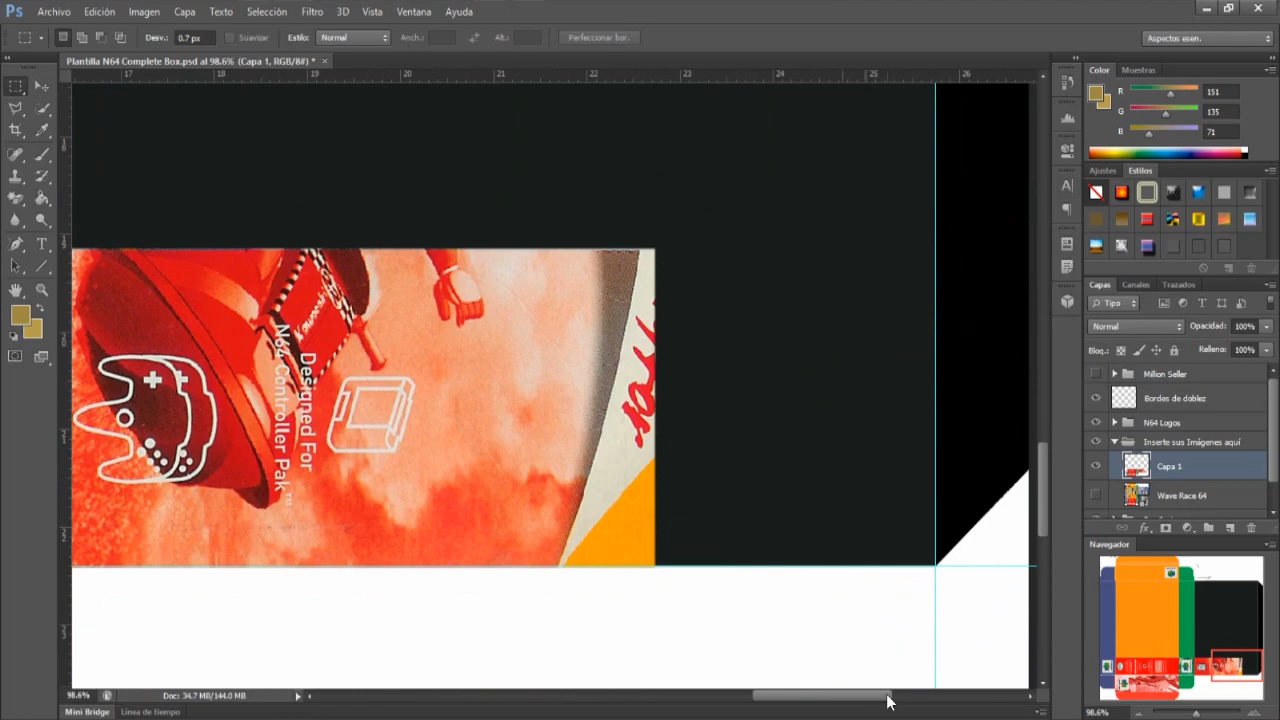 Ps Archivo Edición Imagen Capa Texto Selección Filtro 3D Vista Ventana Ayuda
Desv.: 0.7 px Suavizar Estilo: Normal Anch.: Alt.: Perfeccionar bor. Aspectos esen.
Plantilla N64 Complete Box.psd al 98.6% (Capa 1, RGB/8#) * ×
17 18 19 20 21 22 23 24 25 26
Color Muestras
R 151
G 135
B 71
Ajustes Estilos
Capas Canales Trazados
Tipo
Normal Opacidad: 100%
Bloq.: Relleno: 100%
Million Seller
Bordes de doblez
N64 Logos
Inserte sus Imágenes aquí
Capa 1
Wave Race 64
Navegador
98.6%
Kawasaki
Designed For
N64 Controller Pak™
98.6% Doc: 34.7 MB/144.0 MB
Mini Bridge Línea de tiempo